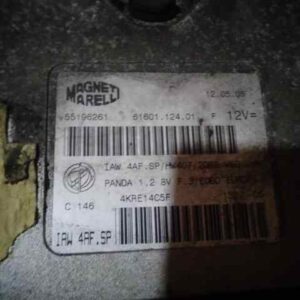 MAGNETI
MARELLI
12.05.05
55196261 61601.124.01 F 12V=
IAW 4AF.SP/
PANDA 1.2 8V
C 146 4KRE14C5F
IAW 4AF.SP